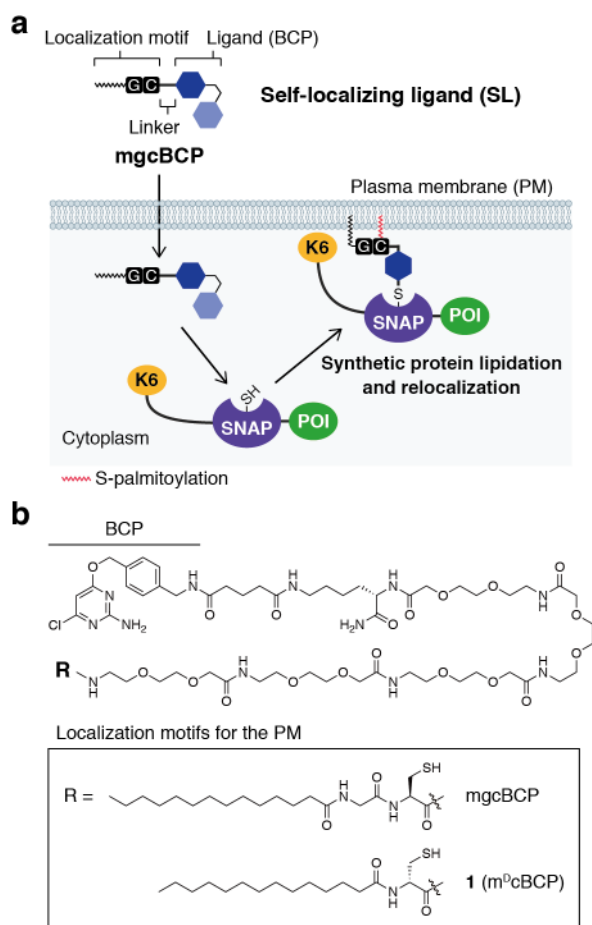 a
Localization motif
Ligand (BCP)
G C
Self-localizing ligand (SL)
Linker
mgcBCP
Plasma membrane (PM)
G C
K6
G C
S
SNAP
POI
Synthetic protein lipidation
and relocalization
K6
SH
SNAP
POI
Cytoplasm
S-palmitoylation
b
BCP
O
H
N
H
N
H
N
O
O
H
N
O
N
N
O
O
O
O
O
N
H
O
Cl
N
NH2
H2N
O
O
R
N
H
O
O
O
N
H
O
O
O
N
H
O
O
O
N
H
O
Localization motifs for the PM
R =
H
N
O
O
SH
N
H
O
mgcBCP
O
SH
N
H
O
1 (mᴰcBCP)